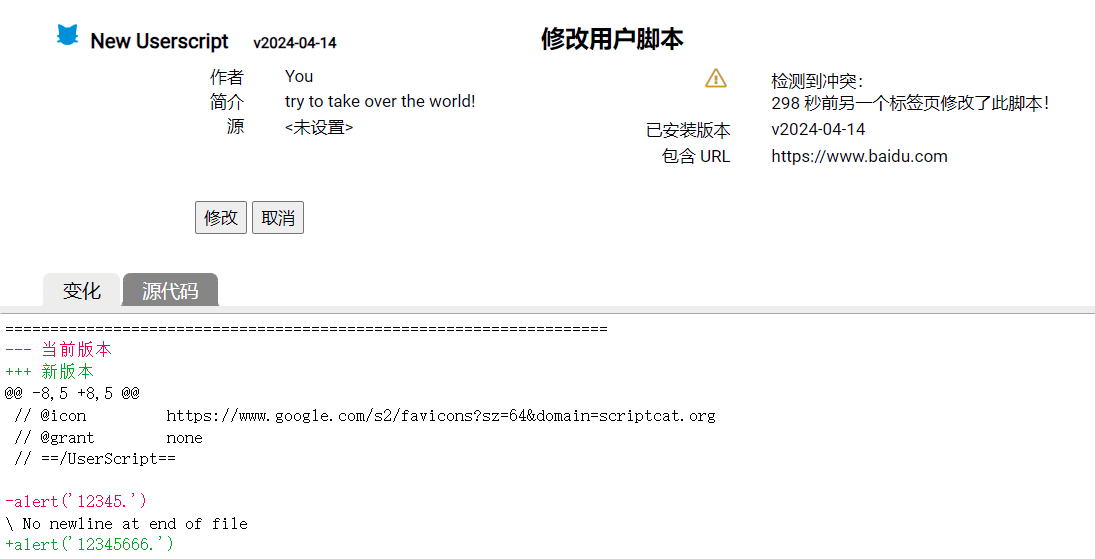 New Userscript v2024-04-14
作者 You
简介 try to take over the world!
源 <未设置>
修改用户脚本
检测到冲突：
298 秒前另一个标签页修改了此脚本！
已安装版本 v2024-04-14
包含 URL https://www.baidu.com
修改 取消
变化 源代码
===================================================================
--- 当前版本
+++ 新版本
@@ -8,5 +8,5 @@
 // @icon         https://www.google.com/s2/favicons?sz=64&domain=scriptcat.org
 // @grant        none
 // ==/UserScript==
-alert('12345.')
\ No newline at end of file
+alert('12345666.')